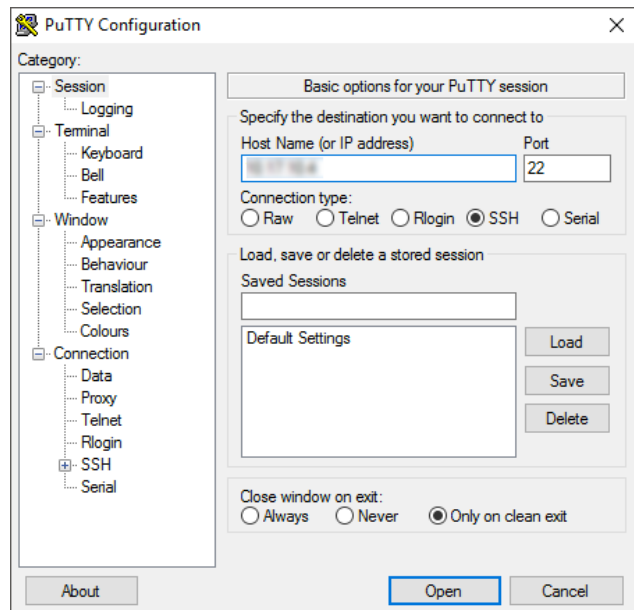 PuTTY Configuration
Category:
Session
Logging
Terminal
Keyboard
Bell
Features
Window
Appearance
Behaviour
Translation
Selection
Colours
Connection
Data
Proxy
Telnet
Rlogin
SSH
Serial
Basic options for your PuTTY session
Specify the destination you want to connect to
Host Name (or IP address) Port
22
Connection type:
Raw Telnet Rlogin SSH Serial
Load, save or delete a stored session
Saved Sessions
Default Settings
Load
Save
Delete
Close window on exit:
Always Never Only on clean exit
About Open Cancel